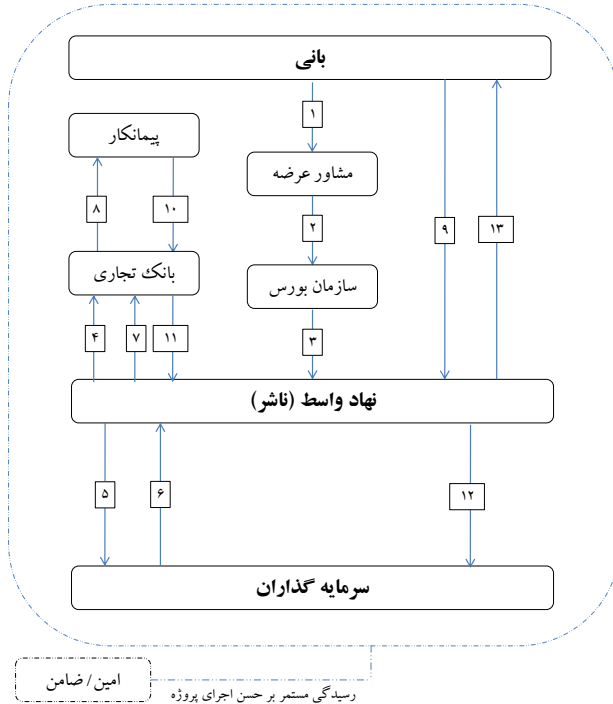 بانی
۱
پیمانکار
مشاور عرضه
۸
۱۰
۲
۹
۱۳
بانک تجاری
سازمان بورس
۴
۷
۱۱
۳
نهاد واسط (ناشر)
۵
۶
۱۲
سرمایه گذاران
امین/ ضامن
رسیدگی مستمر بر حسن اجرای پروژه